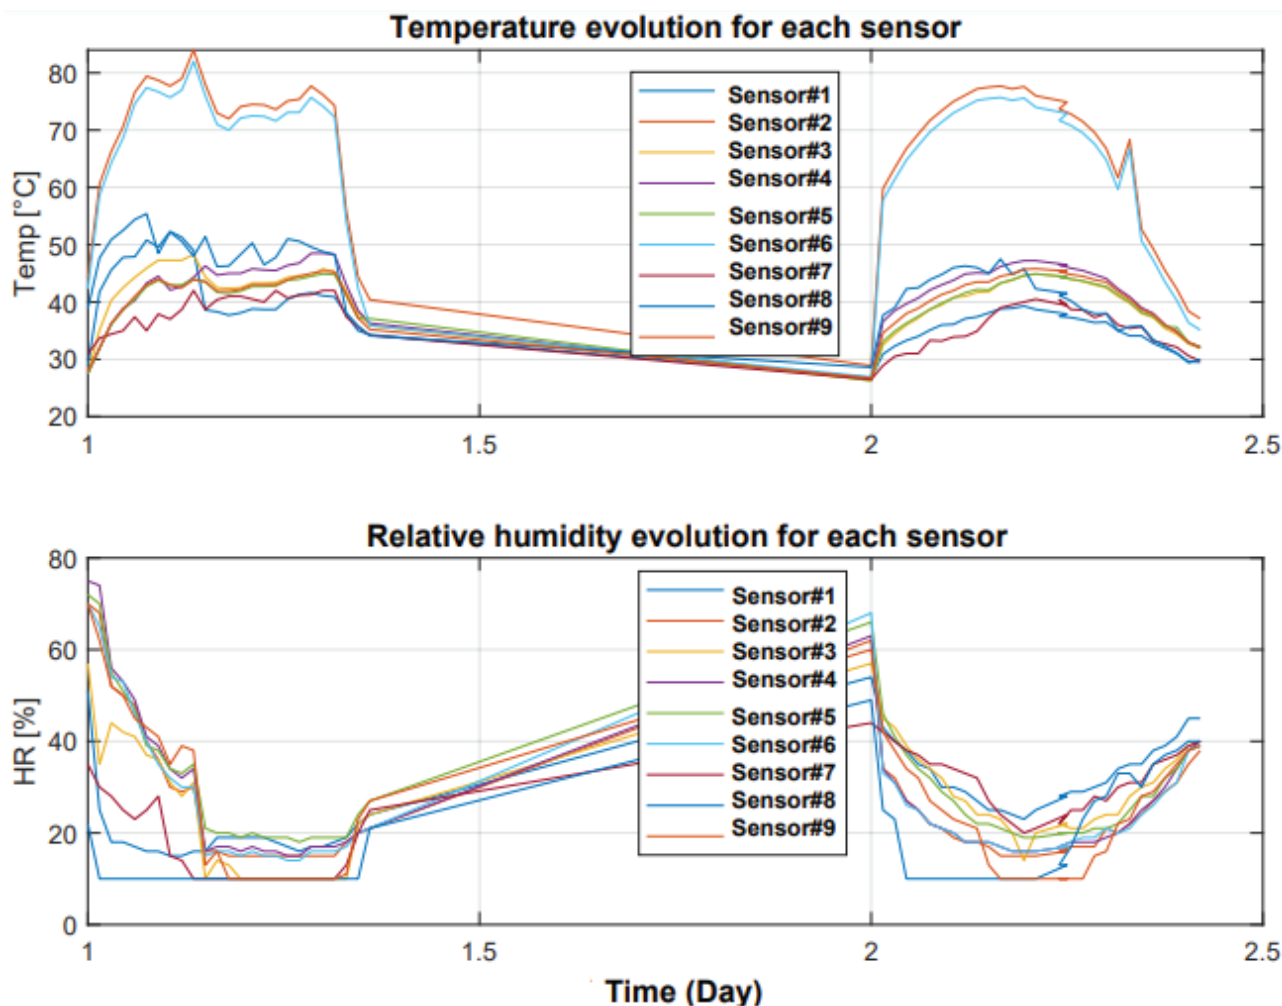 Temperature evolution for each sensor
80
70
60
50
40
30
20
Temp [°C]
Sensor#1
Sensor#2
Sensor#3
Sensor#4
Sensor#5
Sensor#6
Sensor#7
Sensor#8
Sensor#9
1
1.5
2
2.5
Relative humidity evolution for each sensor
80
60
40
20
0
HR [%]
Sensor#1
Sensor#2
Sensor#3
Sensor#4
Sensor#5
Sensor#6
Sensor#7
Sensor#8
Sensor#9
1
1.5
2
2.5
Time (Day)